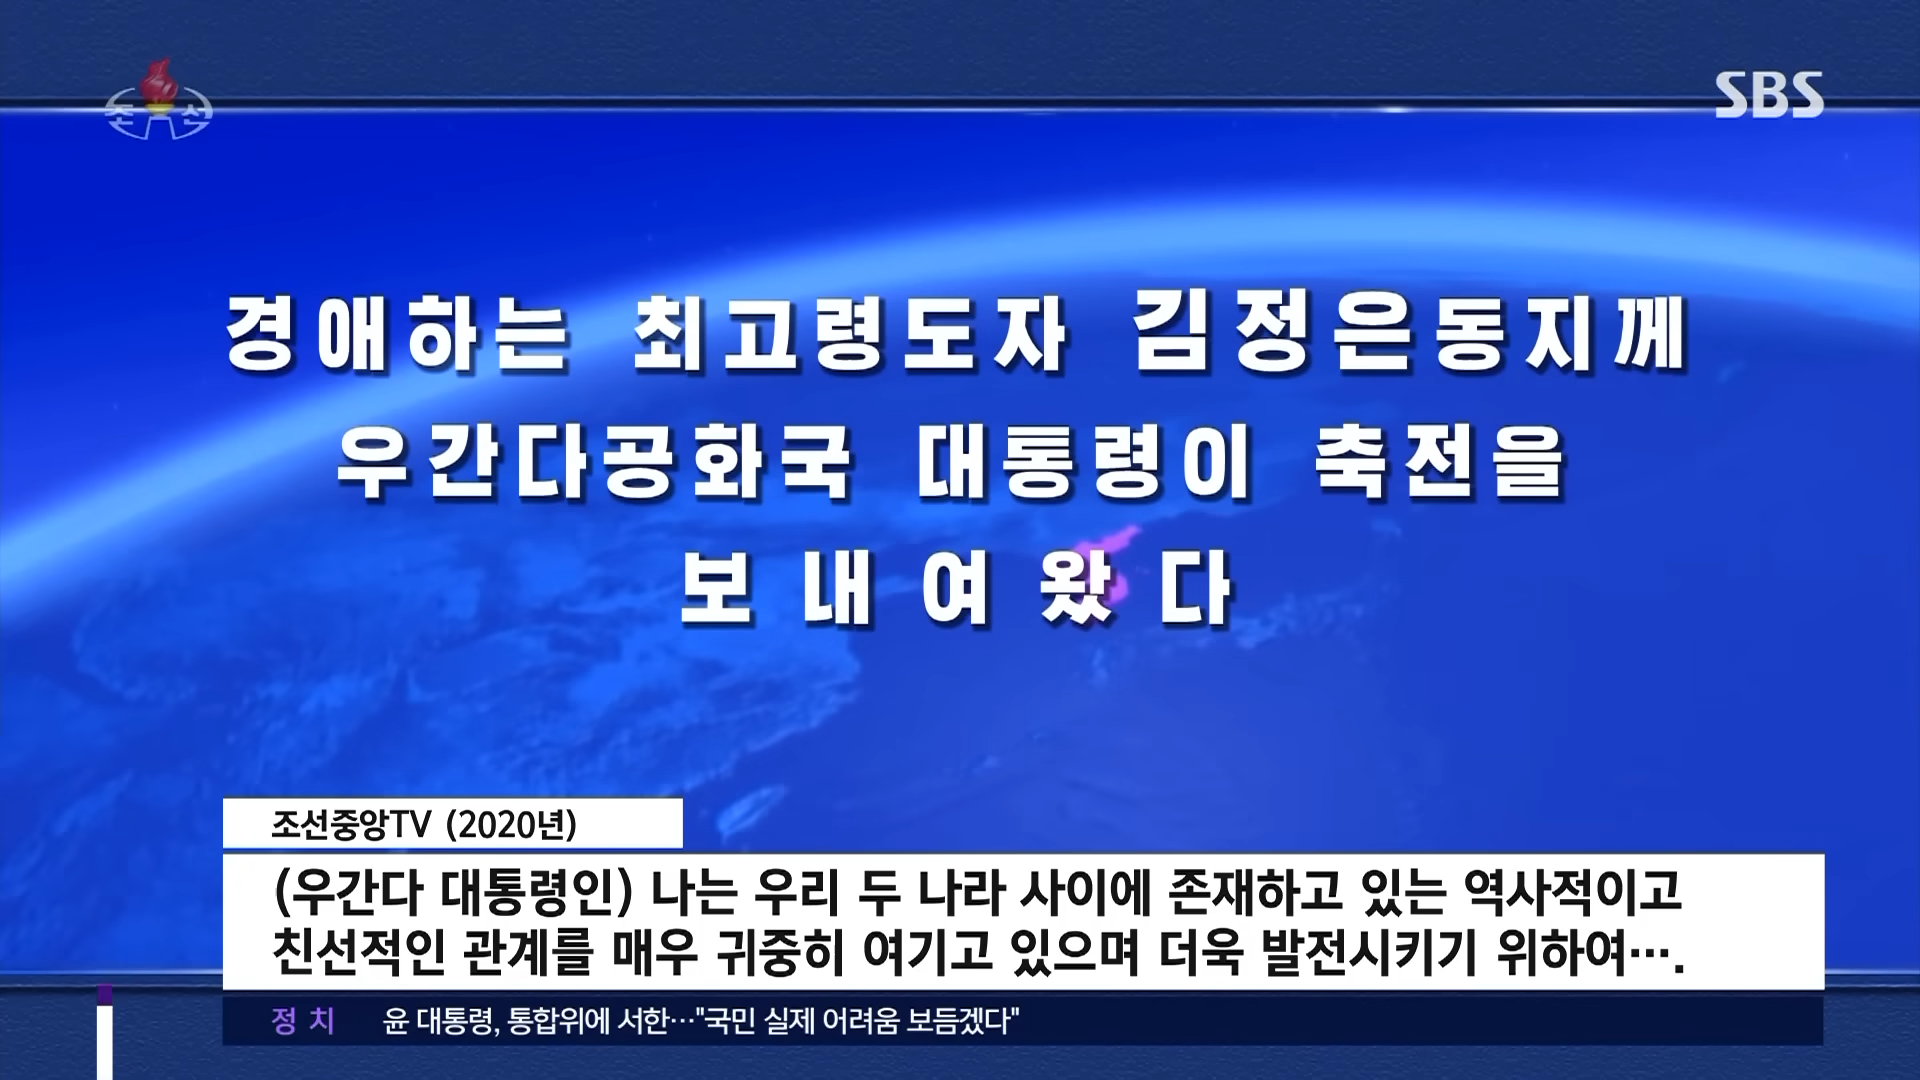 조선
SBS
경애하는 최고령도자 김정은동지께
우간다공화국 대통령이 축전을
보내여왔다
조선중앙TV (2020년)
(우간다 대통령인) 나는 우리 두 나라 사이에 존재하고 있는 역사적이고
친선적인 관계를 매우 귀중히 여기고 있으며 더욱 발전시키기 위하여….
정치 윤 대통령, 통합위에 서한…"국민 실제 어려움 보듬겠다"